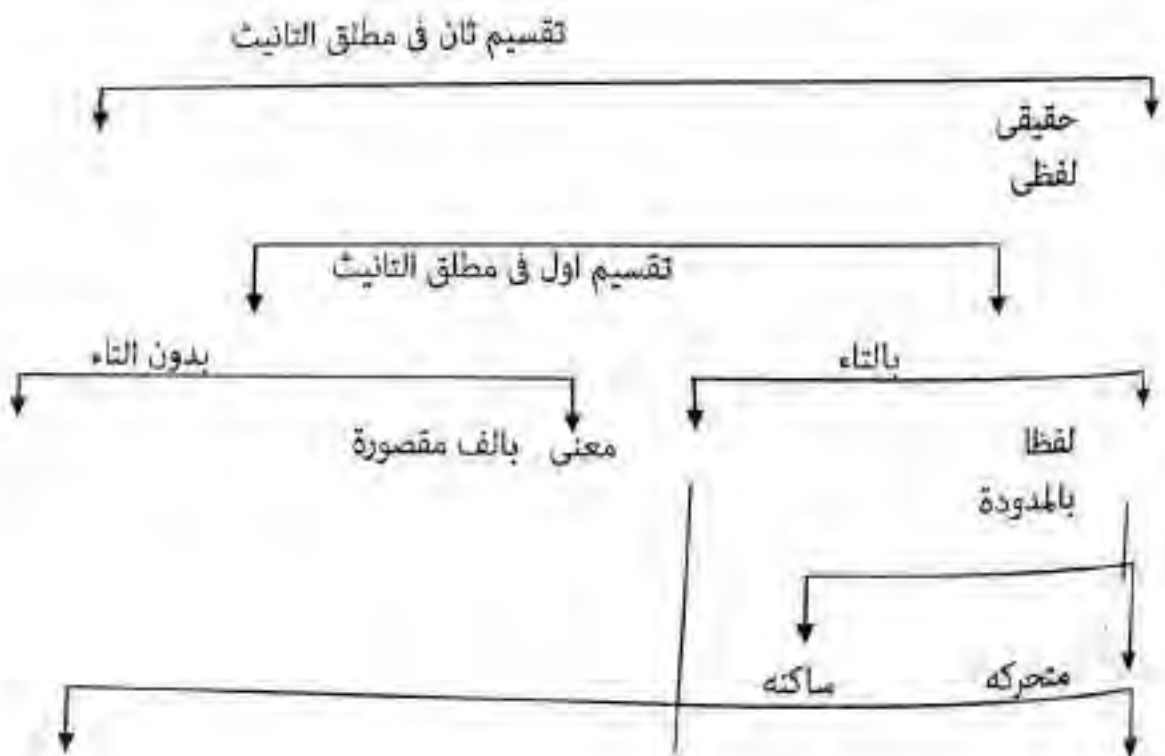 تقسيم ثان فى مطلق التانيث
حقيقى
لفظى
تقسيم اول فى مطلق التانيث
بالتاء
بدون التاء
لفظا
معنى بالف مقصورة
بالمدودة
متحركه
ساكنه